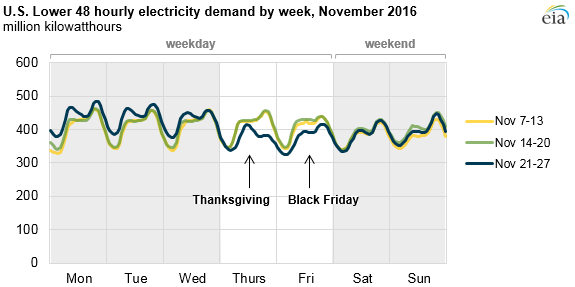 U.S. Lower 48 hourly electricity demand by week, November 2016
million kilowatthours
eia
weekday
weekend
600
500
400
300
200
100
0
Thanksgiving
Black Friday
Mon
Tue
Wed
Thurs
Fri
Sat
Sun
Nov 7-13
Nov 14-20
Nov 21-27